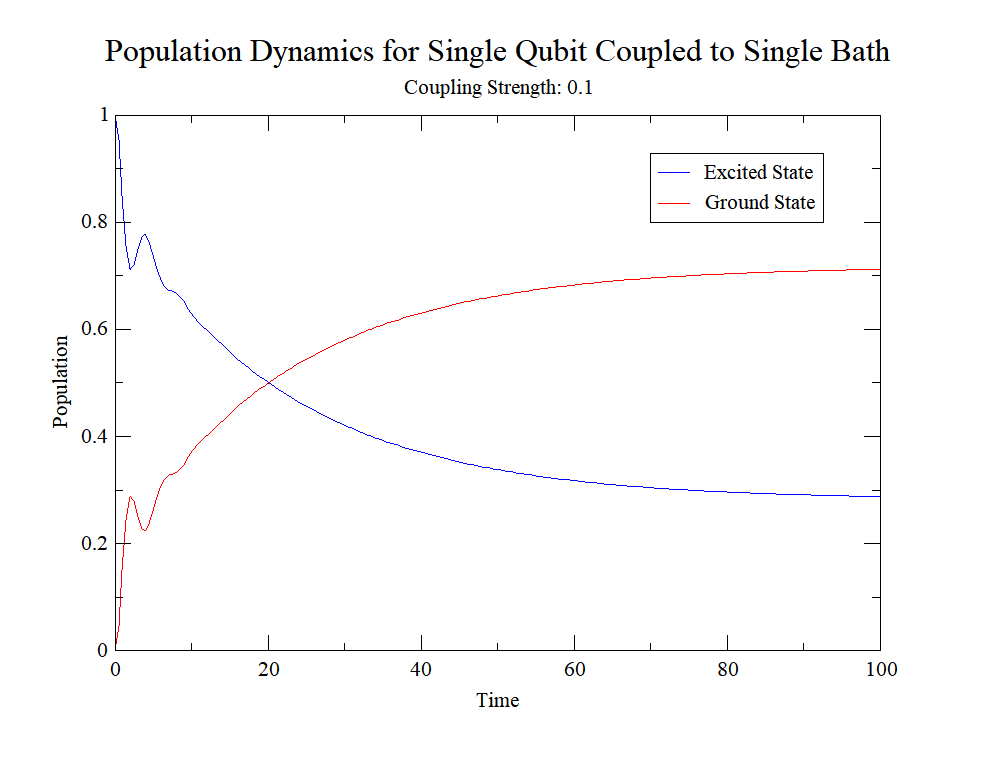 Population Dynamics for Single Qubit Coupled to Single Bath
Coupling Strength: 0.1
1
0.8
0.6
0.4
0.2
0
Population
Excited State
Ground State
0 20 40 60 80 100
Time